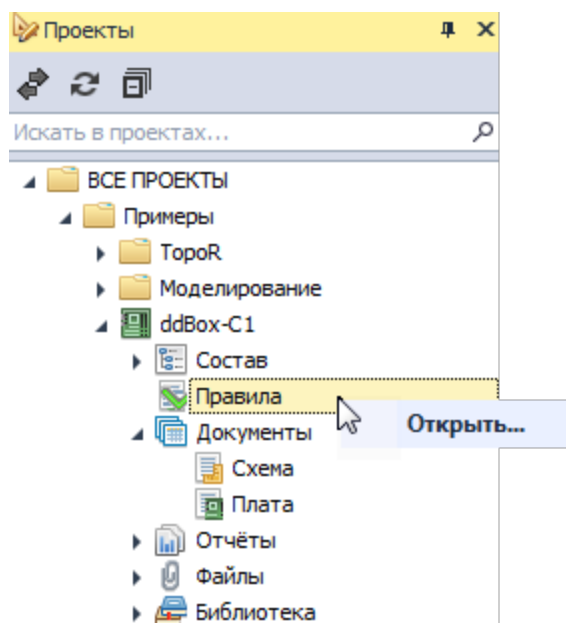 Проекты
Искать в проектах...
ВСЕ ПРОЕКТЫ
Примеры
TopoR
Моделирование
ddBox-C1
Состав
Правила
Открыть...
Документы
Схема
Плата
Отчёты
Файлы
Библиотека